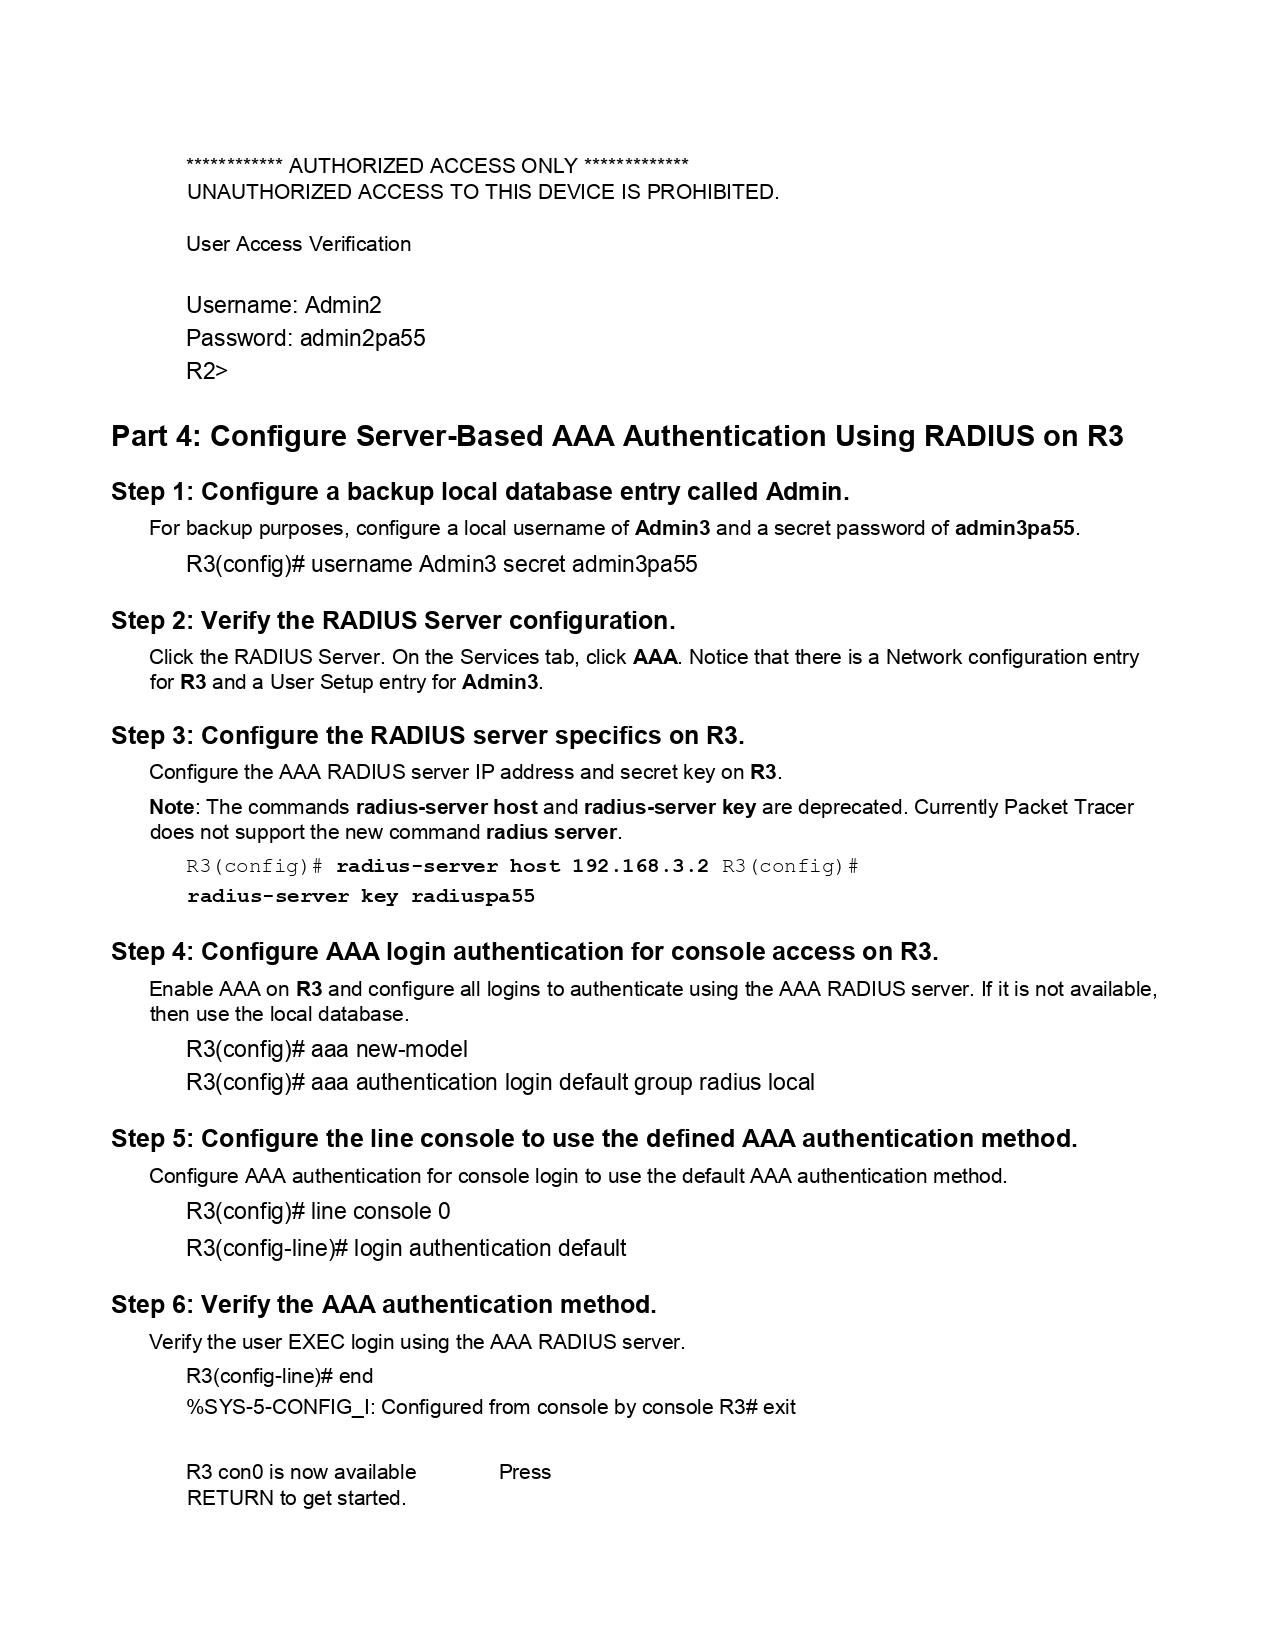 ************ AUTHORIZED ACCESS ONLY *************
UNAUTHORIZED ACCESS TO THIS DEVICE IS PROHIBITED.
User Access Verification
Username: Admin2
Password: admin2pa55
R2>
Part 4: Configure Server-Based AAA Authentication Using RADIUS on R3
Step 1: Configure a backup local database entry called Admin.
For backup purposes, configure a local username of Admin3 and a secret password of admin3pa55.
R3(config)# username Admin3 secret admin3pa55
Step 2: Verify the RADIUS Server configuration.
Click the RADIUS Server. On the Services tab, click AAA. Notice that there is a Network configuration entry
for R3 and a User Setup entry for Admin3.
Step 3: Configure the RADIUS server specifics on R3.
Configure the AAA RADIUS server IP address and secret key on R3.
Note: The commands radius-server host and radius-server key are deprecated. Currently Packet Tracer
does not support the new command radius server.
R3(config)# radius-server host 192.168.3.2 R3(config)#
radius-server key radiuspa55
Step 4: Configure AAA login authentication for console access on R3.
Enable AAA on R3 and configure all logins to authenticate using the AAA RADIUS server. If it is not available,
then use the local database.
R3(config)# aaa new-model
R3(config)# aaa authentication login default group radius local
Step 5: Configure the line console to use the defined AAA authentication method.
Configure AAA authentication for console login to use the default AAA authentication method.
R3(config)# line console 0
R3(config-line)# login authentication default
Step 6: Verify the AAA authentication method.
Verify the user EXEC login using the AAA RADIUS server.
R3(config-line)# end
%SYS-5-CONFIG_I: Configured from console by console R3# exit
R3 con0 is now available Press
RETURN to get started.